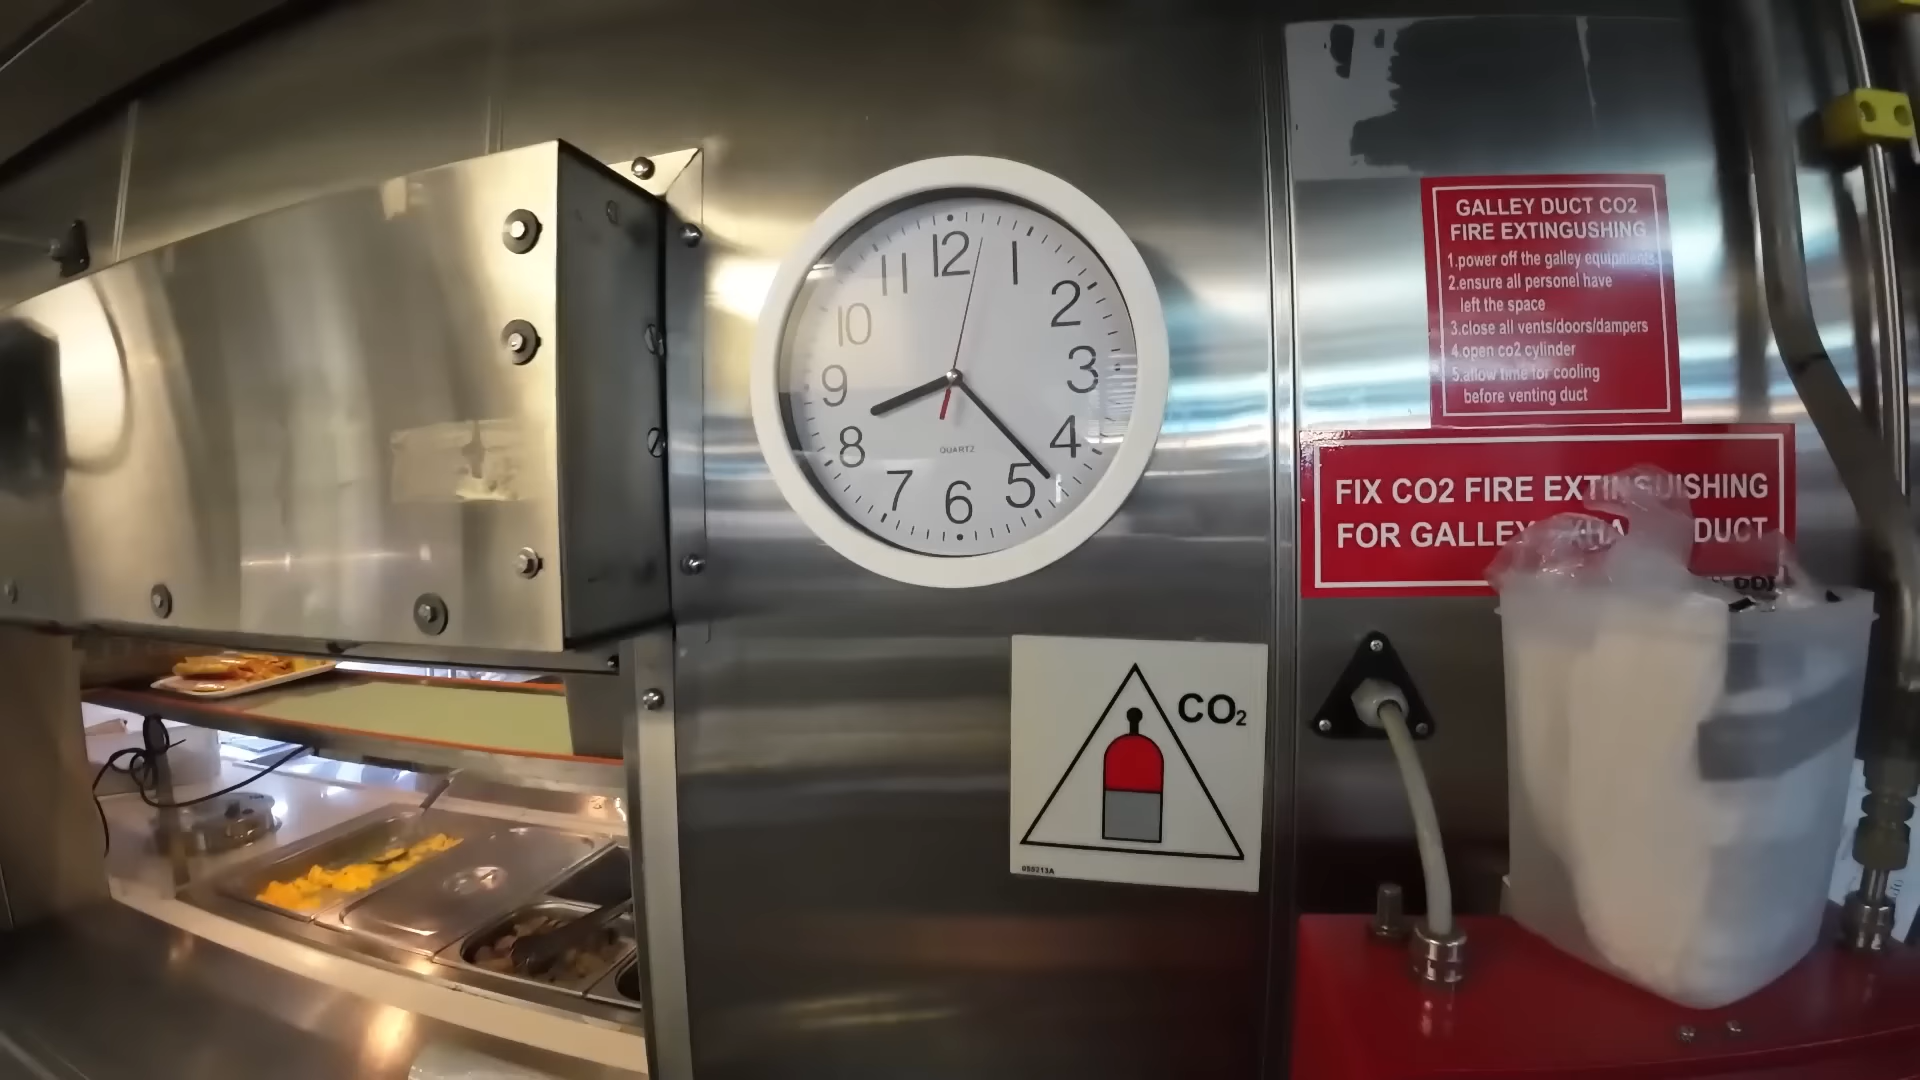 12
1
2
3
4
5
6
7
8
9
10
11
QUARTZ
GALLEY DUCT CO2
FIRE EXTINGUSHING
1.power off the galley equipments
2.ensure all personel have
left the space
3.close all vents/doors/dampers
4.open co2 cylinder
5.allow time for cooling
before venting duct
FIX CO2 FIRE EXTINGUISHING
FOR GALLEY DUCT
CO₂